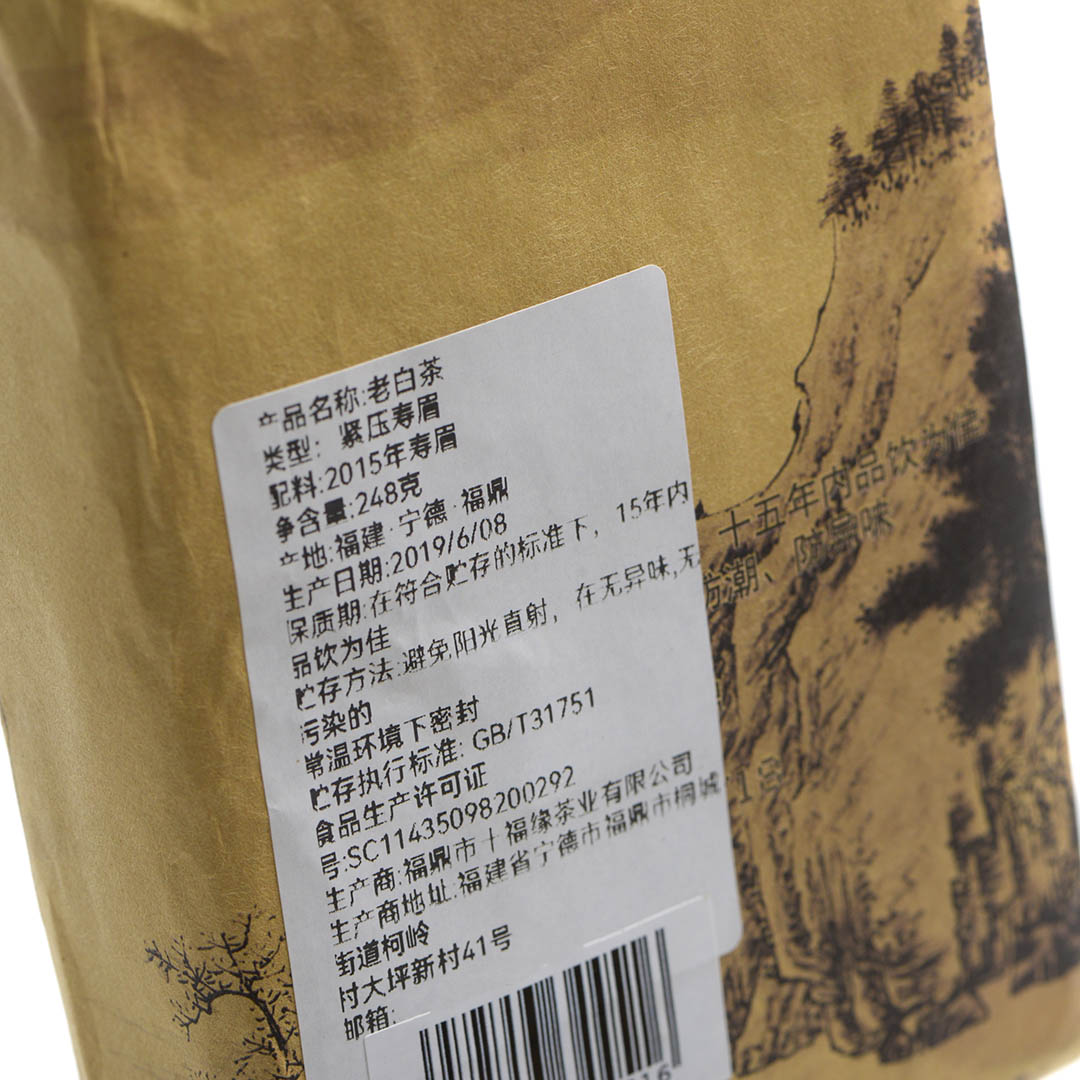 产品名称:老白茶
类型: 紧压寿眉
配料:2015年寿眉
净含量:248克
产地:福建·宁德·福鼎
生产日期:2019/6/08
保质期:在符合贮存的标准下, 15年内
品饮为佳
贮存方法:避免阳光直射, 在无异味,无
污染的
常温环境下密封
贮存执行标准: GB/T31751
食品生产许可证
号:SC11435098200292
生产商:福鼎市十福缘茶业有限公司
生产商地址:福建省宁德市福鼎市桐城
街道柯岭
村大坪新村41号
邮箱:
十五年内品饮为佳
防潮、防异味
1号